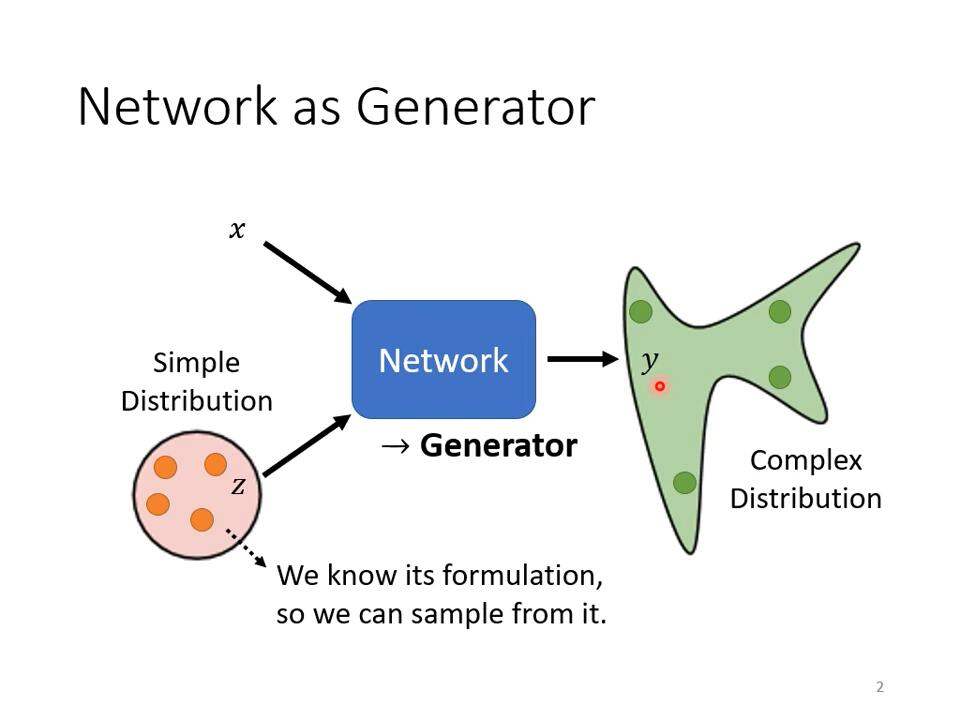 Network as Generator
x
Simple
Distribution
Network
y
→ Generator
z
Complex
Distribution
We know its formulation,
so we can sample from it.
2